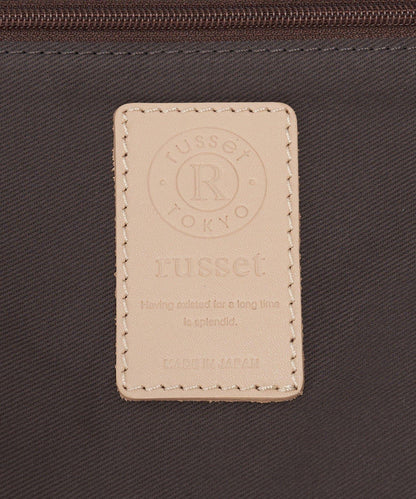 russet
R
TOKYO
russet
Having existed for a long time
is splendid.
MADE IN JAPAN